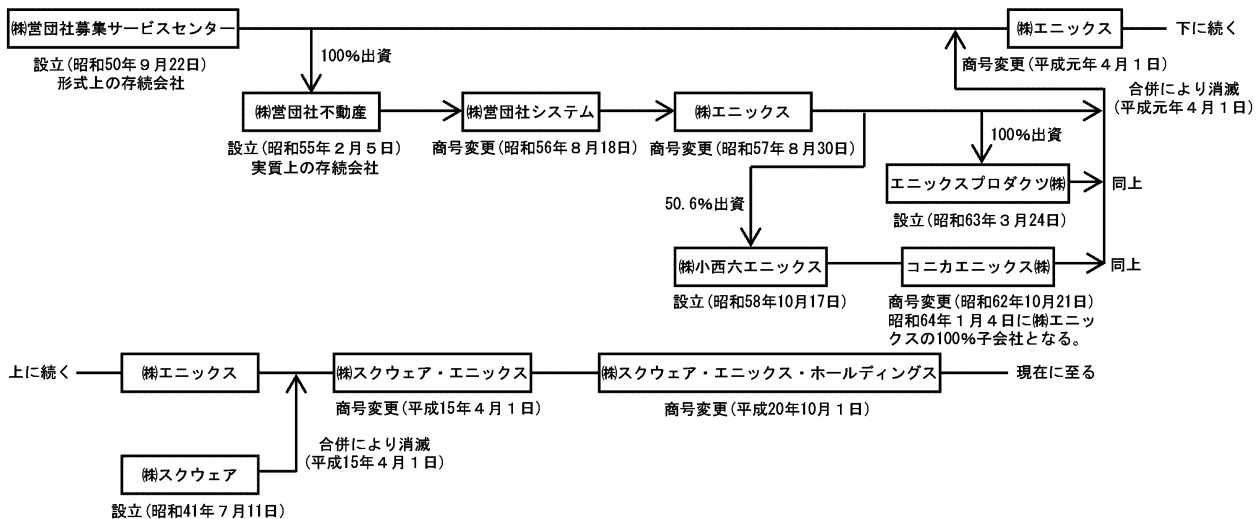 ㈱営団社募集サービスセンター
㈱エニックス
下に続く
設立(昭和50年９月22日)
形式上の存続会社
100%出資
商号変更(平成元年４月１日)
合併により消滅
(平成元年４月１日)
㈱営団社不動産
㈱営団社システム
㈱エニックス
設立(昭和55年２月５日)
実質上の存続会社
商号変更(昭和56年８月18日)
商号変更(昭和57年８月30日)
100%出資
エニックスプロダクツ㈱
同上
50.6%出資
設立(昭和63年３月24日)
㈱小西六エニックス
コニカエニックス㈱
同上
設立(昭和58年10月17日)
商号変更(昭和62年10月21日)
昭和64年１月４日に㈱エニッ
クスの100%子会社となる。
上に続く
㈱エニックス
㈱スクウェア・エニックス
㈱スクウェア・エニックス・ホールディングス
現在に至る
商号変更(平成15年４月１日)
商号変更(平成20年10月１日)
合併により消滅
(平成15年４月１日)
㈱スクウェア
設立(昭和41年７月11日)